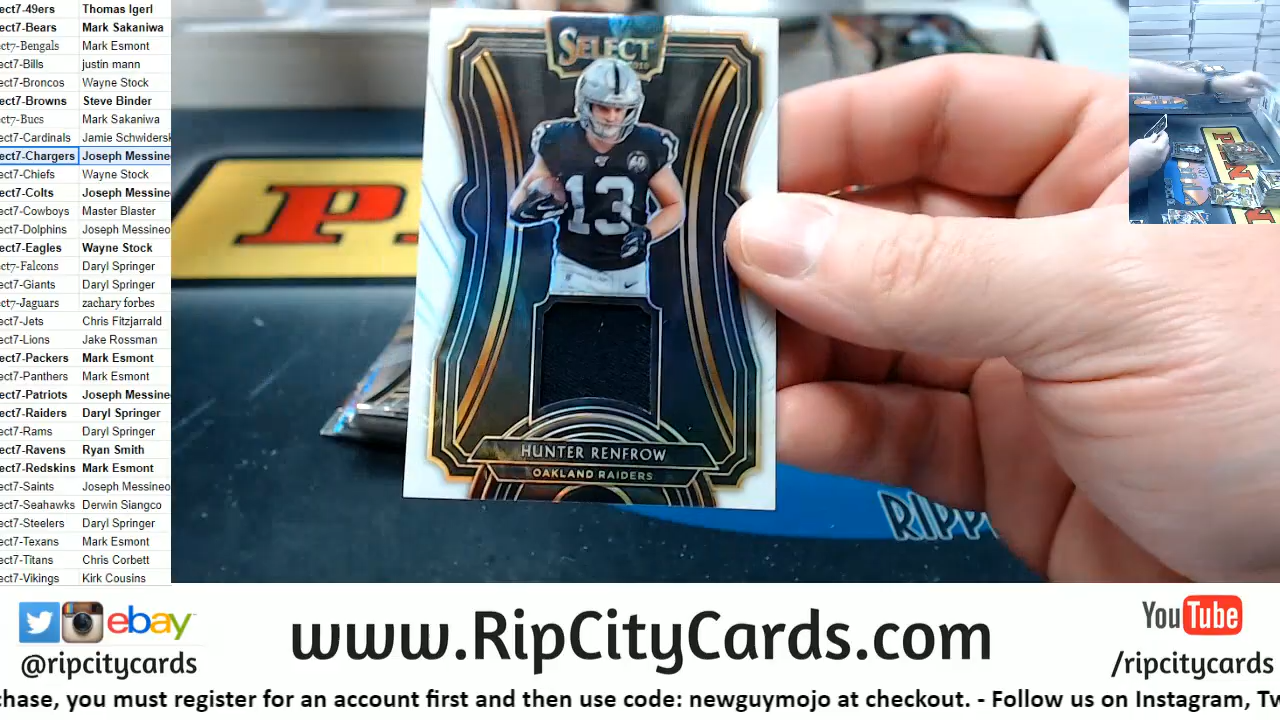 ect7-49ers Thomas Igerl
ect7-Bears Mark Sakaniwa
ect7-Bengals Mark Esmont
ect7-Bills justin mann
ect7-Broncos Wayne Stock
ect7-Browns Steve Binder
ect7-Bucs Mark Sakaniwa
ect7-Cardinals Jamie Schwidersk
ect7-Chargers Joseph Messine
ect7-Chiefs Wayne Stock
ect7-Colts Joseph Messine
ect7-Cowboys Master Blaster
ect7-Dolphins Joseph Messineo
ect7-Eagles Wayne Stock
ect7-Falcons Daryl Springer
ect7-Giants Daryl Springer
ect7-Jaguars zachary forbes
ect7-Jets Chris Fitzjarrald
ect7-Lions Jake Rossman
ect7-Packers Mark Esmont
ect7-Panthers Mark Esmont
ect7-Patriots Joseph Messine
ect7-Raiders Daryl Springer
ect7-Rams Daryl Springer
ect7-Ravens Ryan Smith
ect7-Redskins Mark Esmont
ect7-Saints Joseph Messineo
ect7-Seahawks Derwin Siangco
ect7-Steelers Daryl Springer
ect7-Texans Mark Esmont
ect7-Titans Chris Corbett
ect7-Vikings Kirk Cousins
SELECT
13
60
HUNTER RENFROW
OAKLAND RAIDERS
P
RIPP
ebay
@ripcitycards
www.RipCityCards.com
YouTube
/ripcitycards
chase, you must register for an account first and then use code: newguymojo at checkout. - Follow us on Instagram, Tw